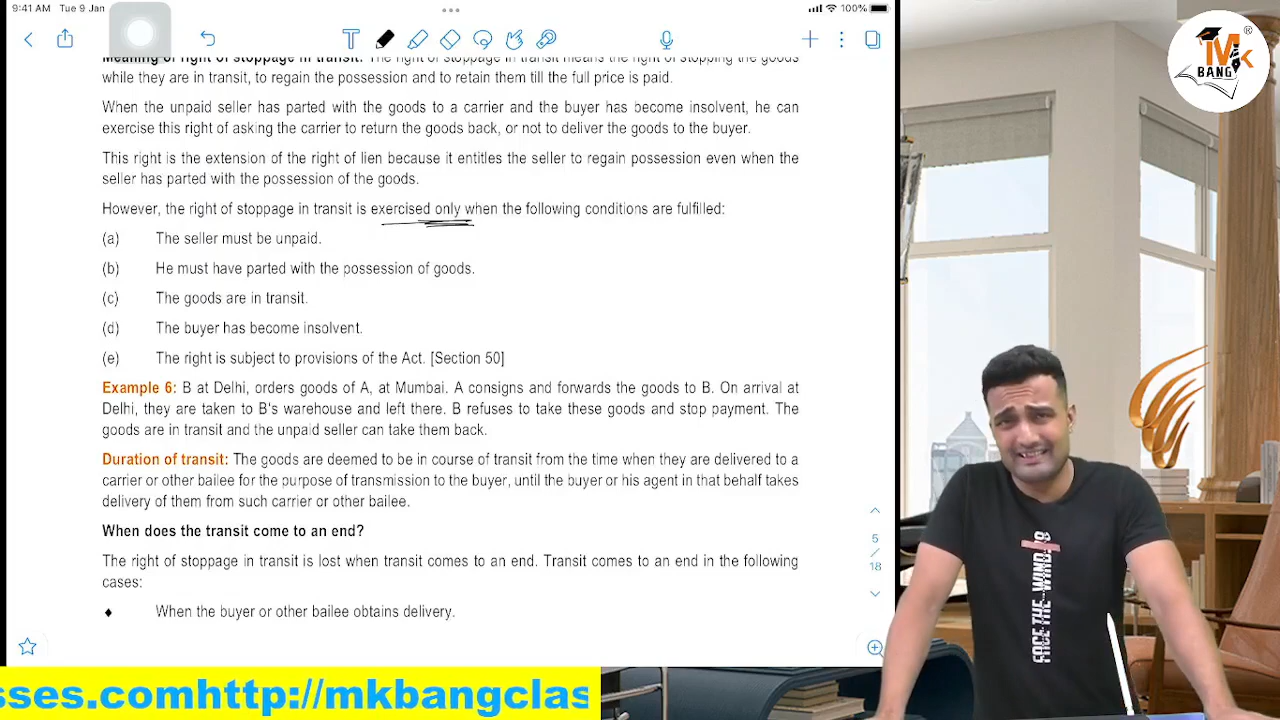 9:41 AM Tue 9 Jan
100%
Meaning of right of stoppage in transit: The right of stoppage in transit means the right of stopping the goods
while they are in transit, to regain the possession and to retain them till the full price is paid.
When the unpaid seller has parted with the goods to a carrier and the buyer has become insolvent, he can
exercise this right of asking the carrier to return the goods back, or not to deliver the goods to the buyer.
This right is the extension of the right of lien because it entitles the seller to regain possession even when the
seller has parted with the possession of the goods.
However, the right of stoppage in transit is exercised only when the following conditions are fulfilled:
(a) The seller must be unpaid.
(b) He must have parted with the possession of goods.
(c) The goods are in transit.
(d) The buyer has become insolvent.
(e) The right is subject to provisions of the Act. [Section 50]
Example 6: B at Delhi, orders goods of A, at Mumbai. A consigns and forwards the goods to B. On arrival at
Delhi, they are taken to B's warehouse and left there. B refuses to take these goods and stop payment. The
goods are in transit and the unpaid seller can take them back.
Duration of transit: The goods are deemed to be in course of transit from the time when they are delivered to a
carrier or other bailee for the purpose of transmission to the buyer, until the buyer or his agent in that behalf takes
delivery of them from such carrier or other bailee.
When does the transit come to an end?
The right of stoppage in transit is lost when transit comes to an end. Transit comes to an end in the following
cases:
♦ When the buyer or other bailee obtains delivery.
5
/
18
MK
BANG
®
FACE THE WIND
sses.comhttp://mkbangclas